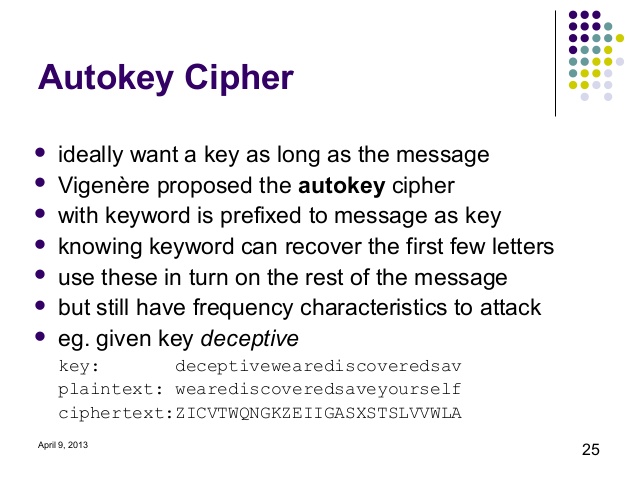 Autokey Cipher
• ideally want a key as long as the message
• Vigenère proposed the autokey cipher
• with keyword is prefixed to message as key
• knowing keyword can recover the first few letters
• use these in turn on the rest of the message
• but still have frequency characteristics to attack
• eg. given key deceptive
key:       deceptivewearediscoveredsav
plaintext: wearediscoveredsaveyourself
ciphertext:ZICVTWQNGKZEIIGASXSTSLVVWLA
April 9, 2013
25